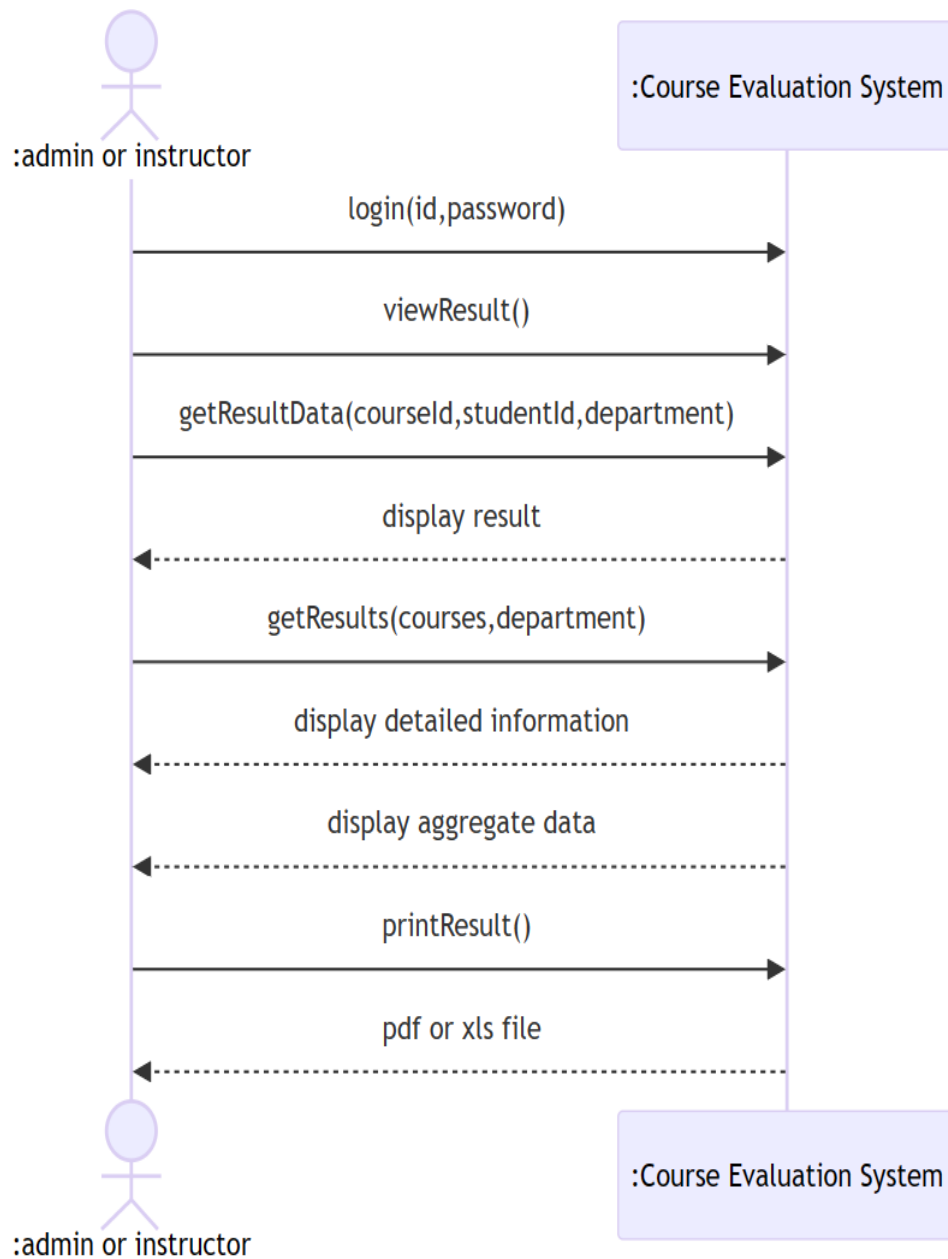 :Course Evaluation System
:admin or instructor
login(id,password)
viewResult()
getResultData(courseId,studentId,department)
display result
getResults(courses,department)
display detailed information
display aggregate data
printResult()
pdf or xls file
:Course Evaluation System
:admin or instructor